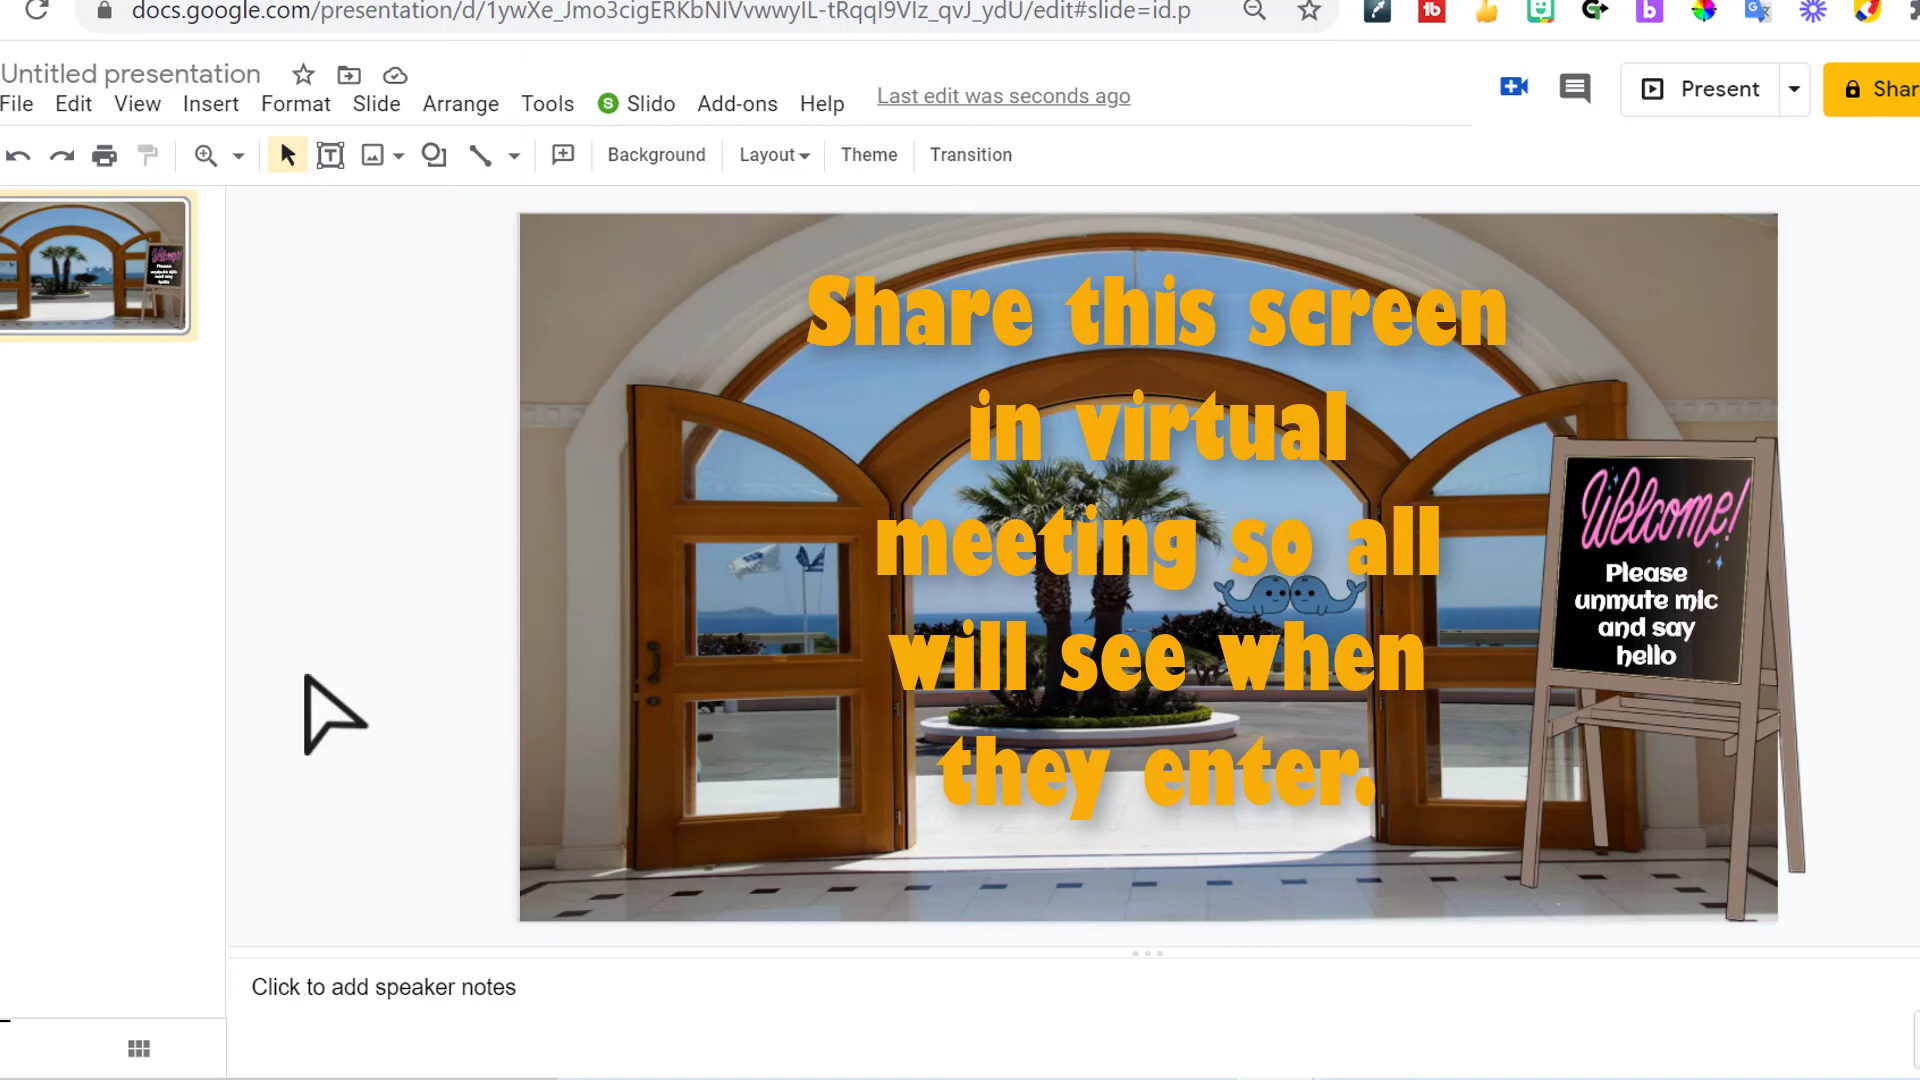 docs.google.com/presentation/d/1ywXe_Jmo3cigERKbNIVvwwyIL-tRqqI9VIz_qvJ_ydU/edit#slide=id.p
Untitled presentation
File Edit View Insert Format Slide Arrange Tools S Slido Add-ons Help Last edit was seconds ago
Present
Shar
Background Layout Theme Transition
Share this screen
in virtual
meeting so all
will see when
they enter.
Welcome!
Please
unmute mic
and say
hello
Click to add speaker notes